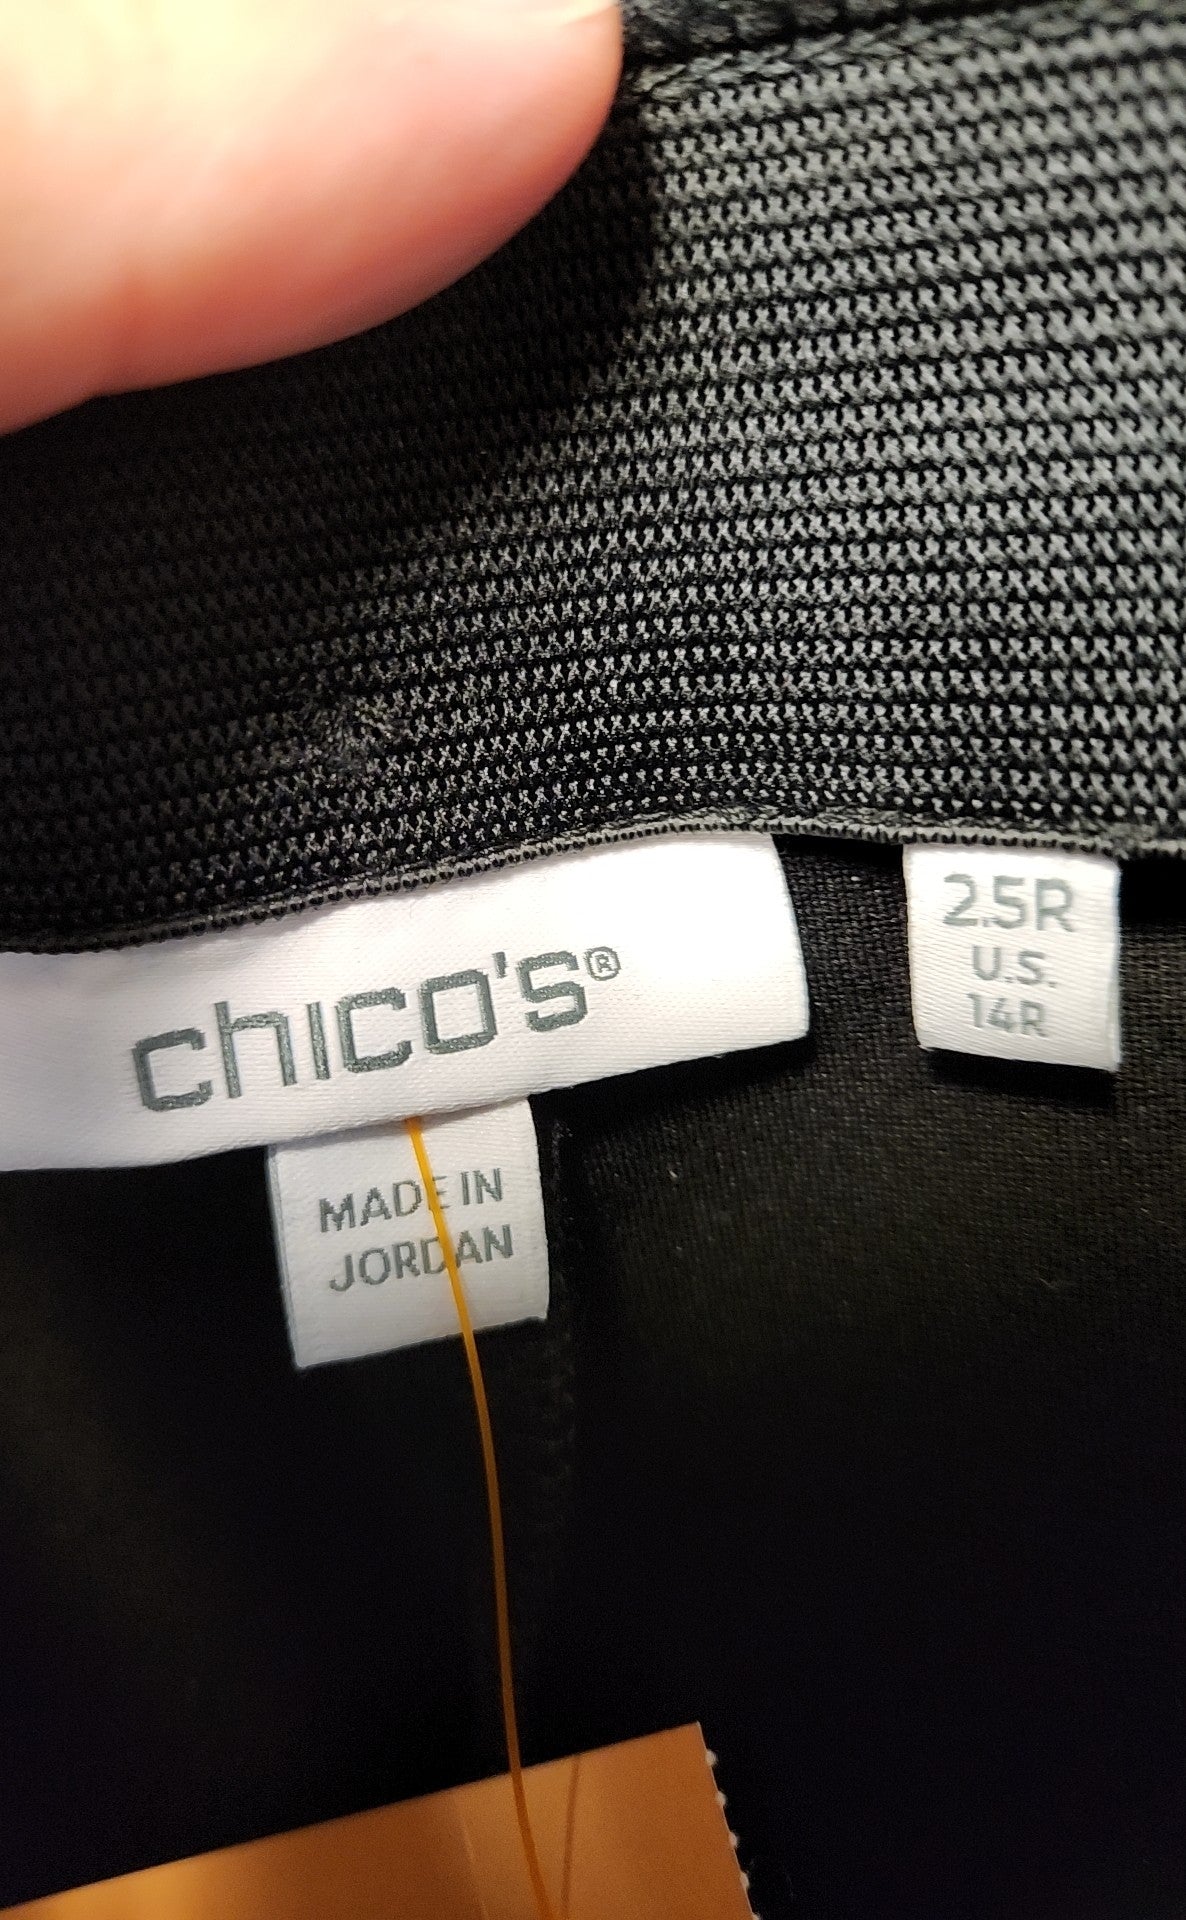 chico's®
2.5R
U.S.
14R
MADE IN
JORDAN